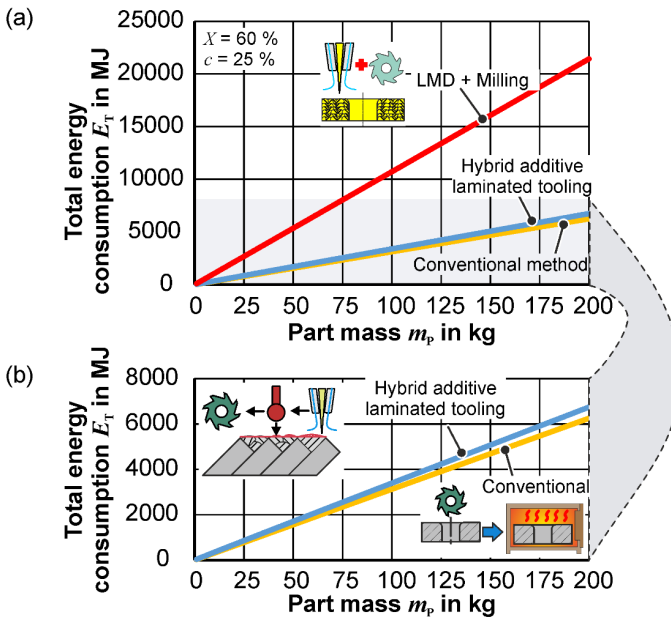 (a)
X = 60 %
c = 25 %
LMD + Milling
Hybrid additive
laminated tooling
Conventional method
Total energy
consumption E_T in MJ
25000
20000
15000
10000
5000
0
0 25 50 75 100 125 150 175 200
Part mass m_P in kg
(b)
Hybrid additive
laminated tooling
Conventional
Total energy
consumption E_T in MJ
8000
6000
4000
2000
0
0 25 50 75 100 125 150 175 200
Part mass m_P in kg